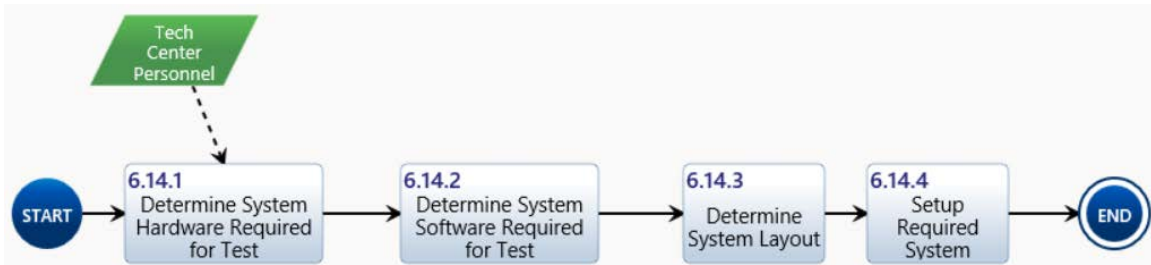 Tech
Center
Personnel
START
6.14.1
Determine System
Hardware Required
for Test
6.14.2
Determine System
Software Required
for Test
6.14.3
Determine
System Layout
6.14.4
Setup
Required
System
END